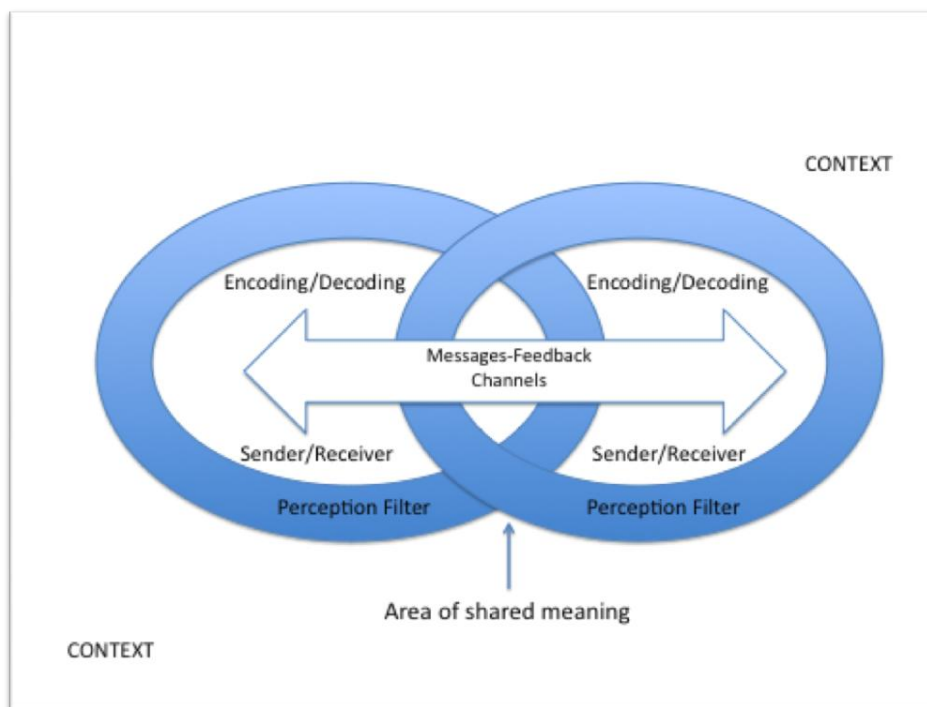 CONTEXT
Encoding/Decoding
Encoding/Decoding
Messages-Feedback
Channels
Sender/Receiver
Sender/Receiver
Perception Filter
Perception Filter
Area of shared meaning
CONTEXT